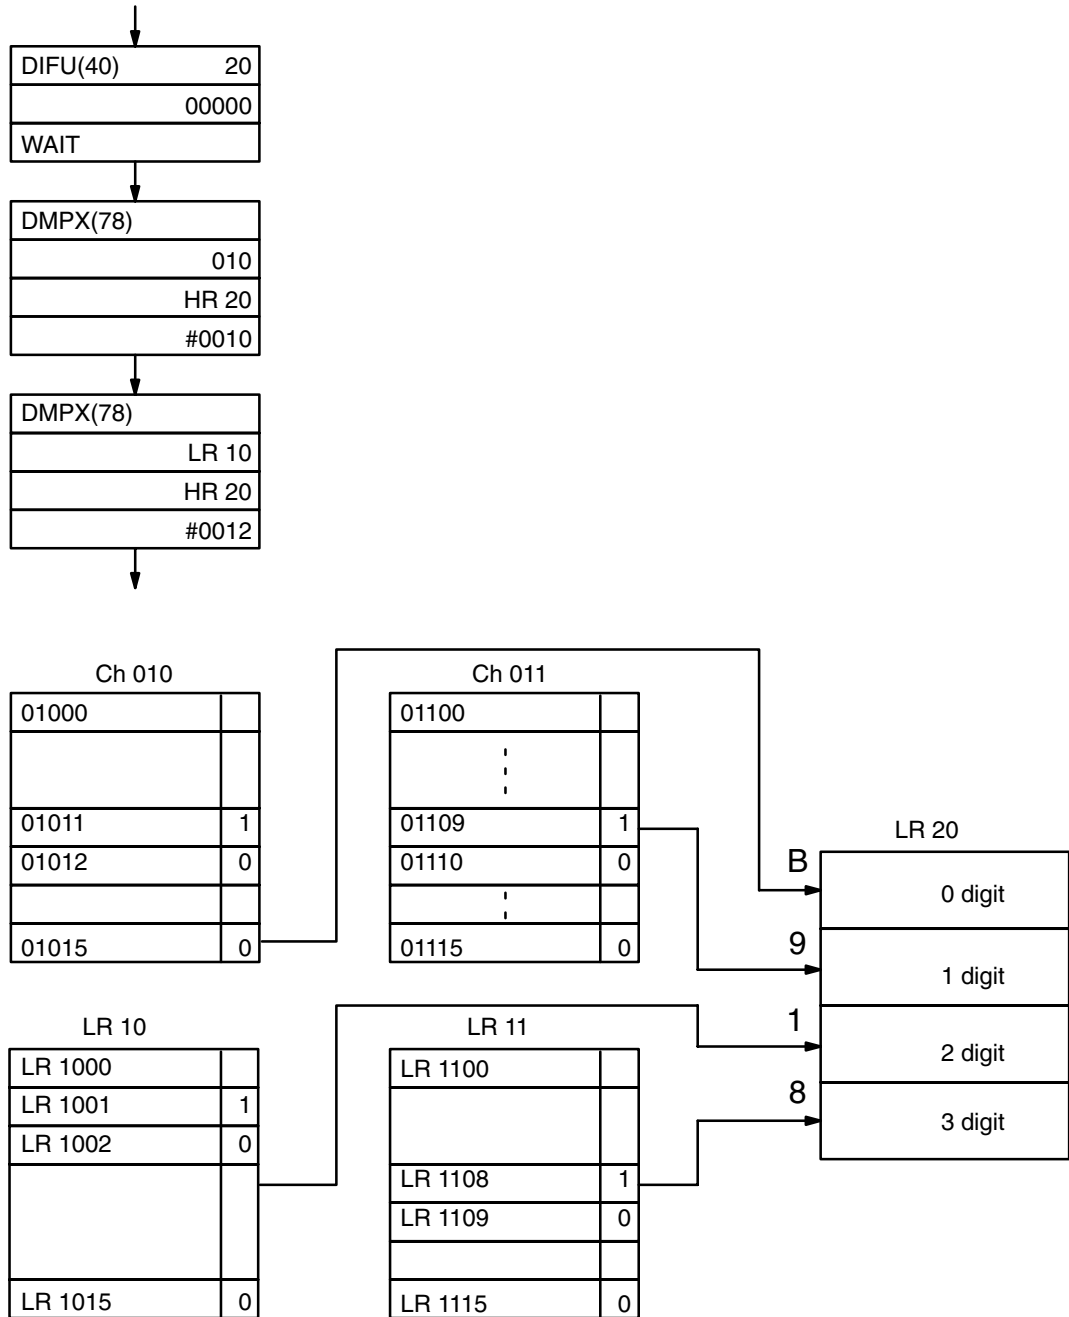 DIFU(40) 20
00000
WAIT
DMPX(78)
010
HR 20
#0010
DMPX(78)
LR 10
HR 20
#0012
Ch 010
01000
01011 1
01012 0
01015 0
Ch 011
01100
01109 1
01110 0
01115 0
LR 10
LR 1000
LR 1001 1
LR 1002 0
LR 1015 0
LR 11
LR 1100
LR 1108 1
LR 1109 0
LR 1115 0
LR 20
B 0 digit
9 1 digit
1 2 digit
8 3 digit